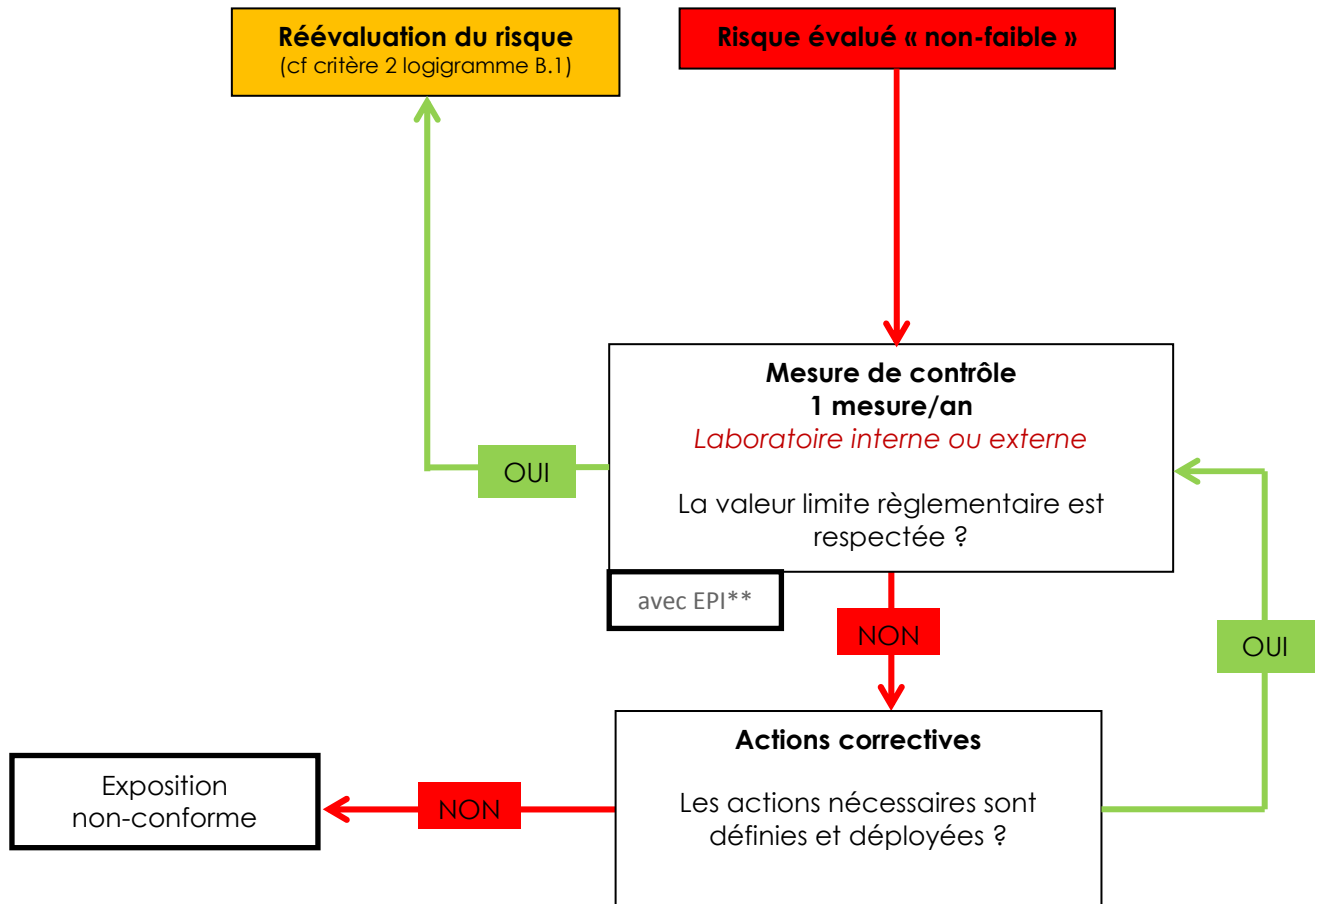 Réévaluation du risque
(cf critère 2 logigramme B.1)
Risque évalué « non-faible »
Mesure de contrôle
1 mesure/an
Laboratoire interne ou externe
La valeur limite règlementaire est
respectée ?
OUI
avec EPI**
NON
OUI
Actions correctives
Les actions nécessaires sont
définies et déployées ?
NON
Exposition
non-conforme